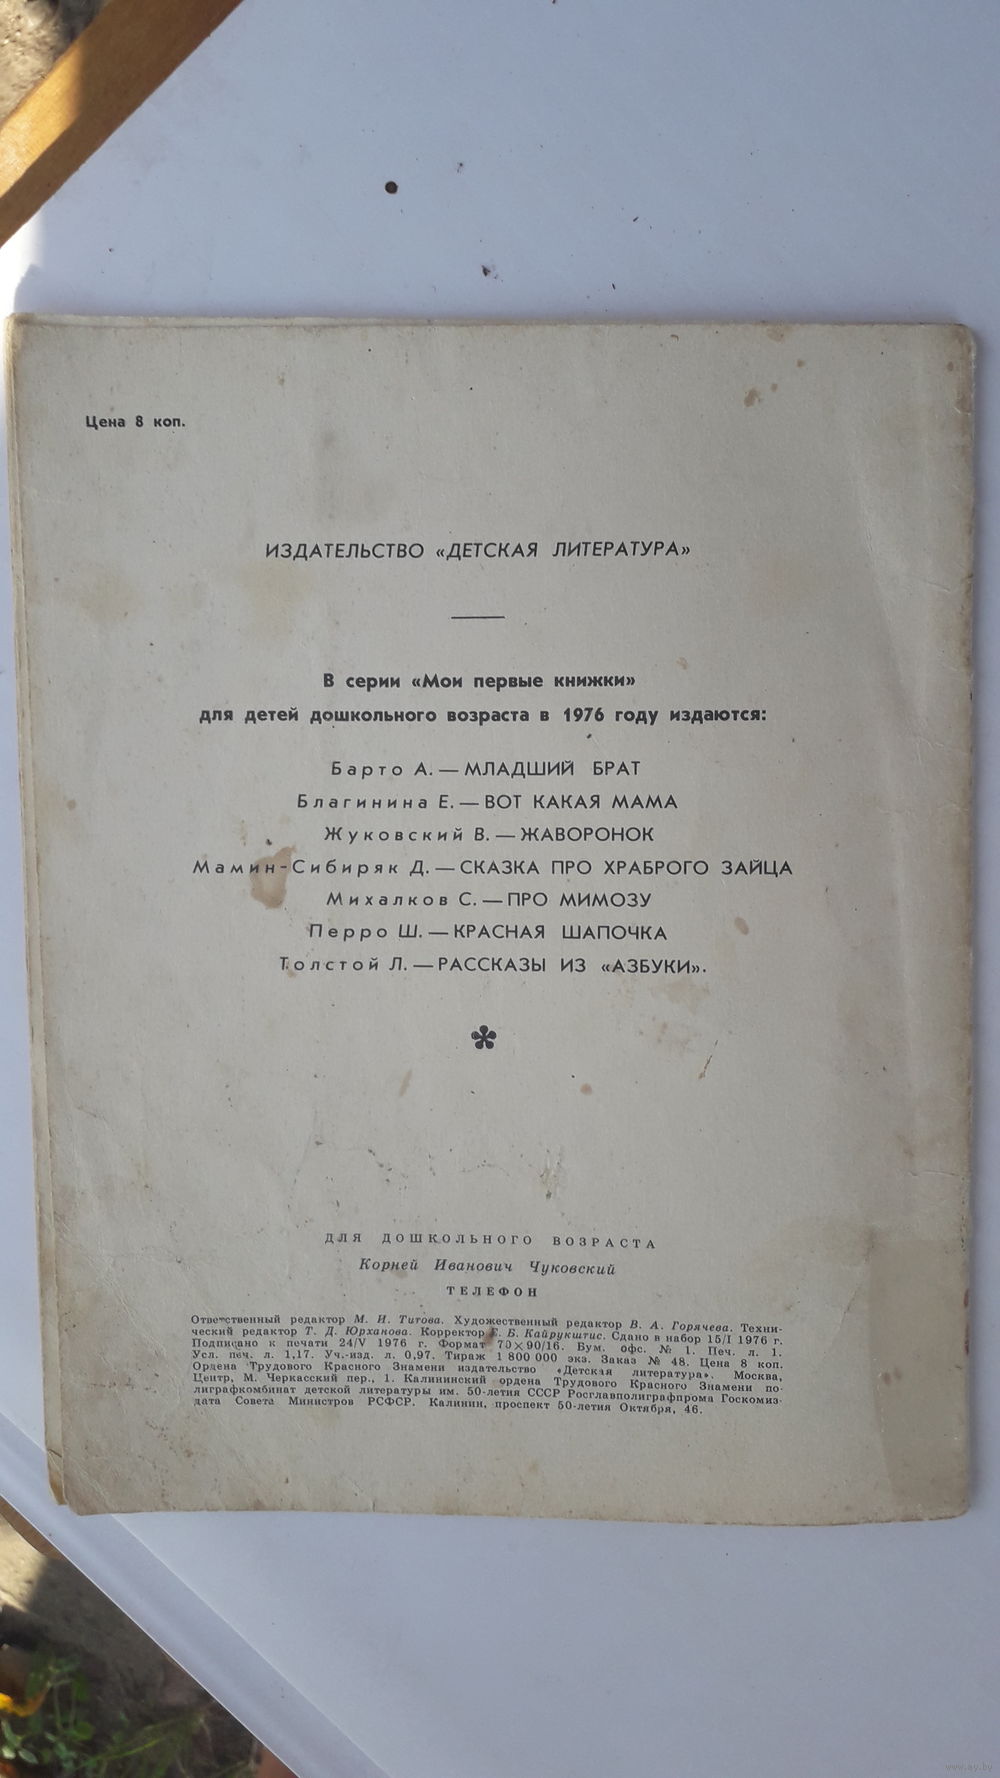 Цена 8 коп.
ИЗДАТЕЛЬСТВО «ДЕТСКАЯ ЛИТЕРАТУРА»
В серии «Мои первые книжки»
для детей дошкольного возраста в 1976 году издаются:
Барто А. — МЛАДШИЙ БРАТ
Благинина Е. — ВОТ КАКАЯ МАМА
Жуковский В. — ЖАВОРОНОК
Мамин-Сибиряк Д. — СКАЗКА ПРО ХРАБРОГО ЗАЙЦА
Михалков С. — ПРО МИМОЗУ
Перро Ш. — КРАСНАЯ ШАПОЧКА
Толстой Л. — РАССКАЗЫ ИЗ «АЗБУКИ».
*
ДЛЯ ДОШКОЛЬНОГО ВОЗРАСТА
Корней Иванович Чуковский
ТЕЛЕФОН
Ответственный редактор М. И. Титова. Художественный редактор В. А. Горячева. Техни-
ческий редактор Т. Д. Юрханова. Корректор Е. Б. Кайрукштис. Сдано в набор 15/I 1976 г.
Подписано к печати 24/V 1976 г. Формат 70×90/16. Бум. офс. № 1. Печ. л. 1.
Усл. печ. л. 1,17. Уч.-изд. л. 0,97. Тираж 1 800 000 экз. Заказ № 48. Цена 8 коп.
Ордена Трудового Красного Знамени издательство «Детская литература». Москва,
Центр, М. Черкасский пер., 1. Калининский ордена Трудового Красного Знамени по-
лиграфкомбинат детской литературы им. 50-летия СССР Росглавполиграфпрома Госкомиз-
дата Совета Министров РСФСР. Калинин, проспект 50-летия Октября, 46.
www.ay.by